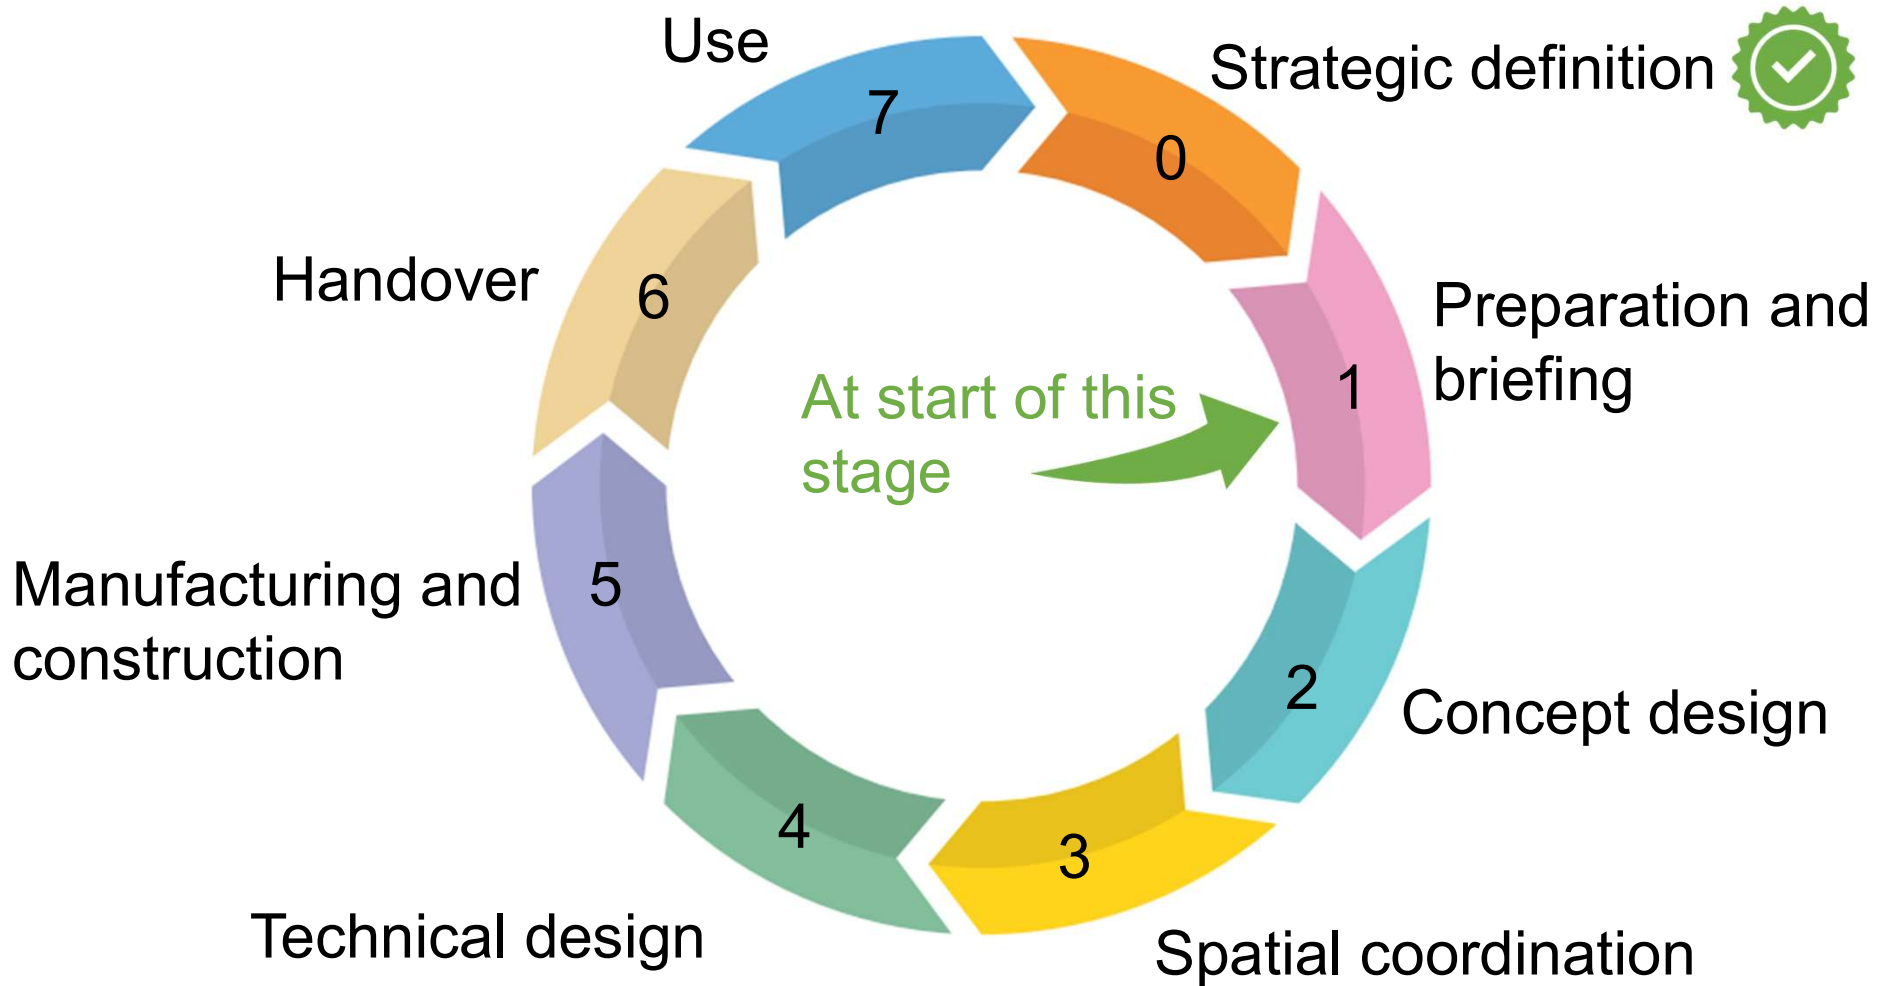 Use
7
Strategic definition
0
Preparation and
briefing
1
Concept design
2
Spatial coordination
3
Technical design
4
Manufacturing and
construction
5
Handover
6
At start of this
stage